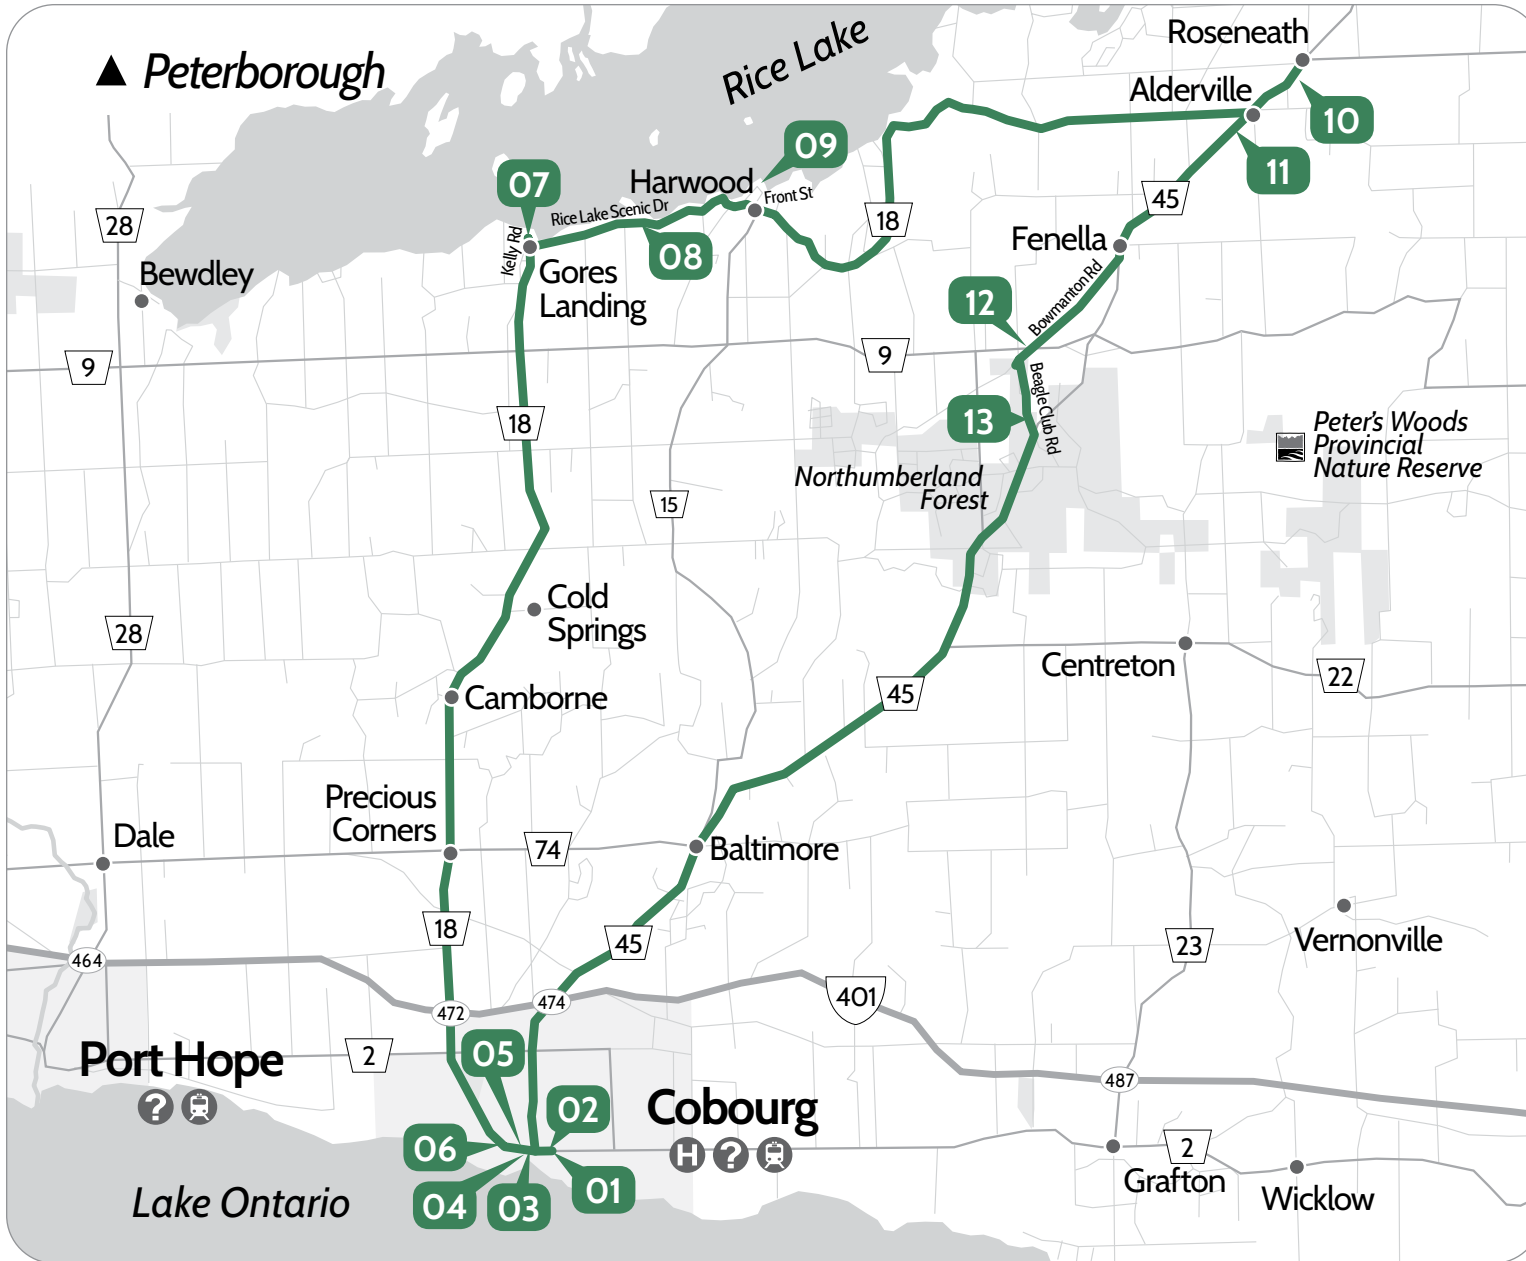 Roseneath
Rice Lake
▲ Peterborough
Alderville
10
09
11
07
Harwood
Front St
45
Rice Lake Scenic Dr
28
18
Kelly Rd
08
Fenella
Bewdley
Gores
Landing
Bowmanton Rd
12
9
9
Beagle Club Rd
18
13
Peter's Woods
Provincial
Nature Reserve
Northumberland
Forest
15
Cold
Springs
28
Centreton
22
45
Camborne
Precious
Corners
Dale
74
Baltimore
18
45
23
Vernonville
464
401
474
472
Port Hope
?
2
05
487
Cobourg
H ?
02
06
2
01
04
03
Grafton
Wicklow
Lake Ontario